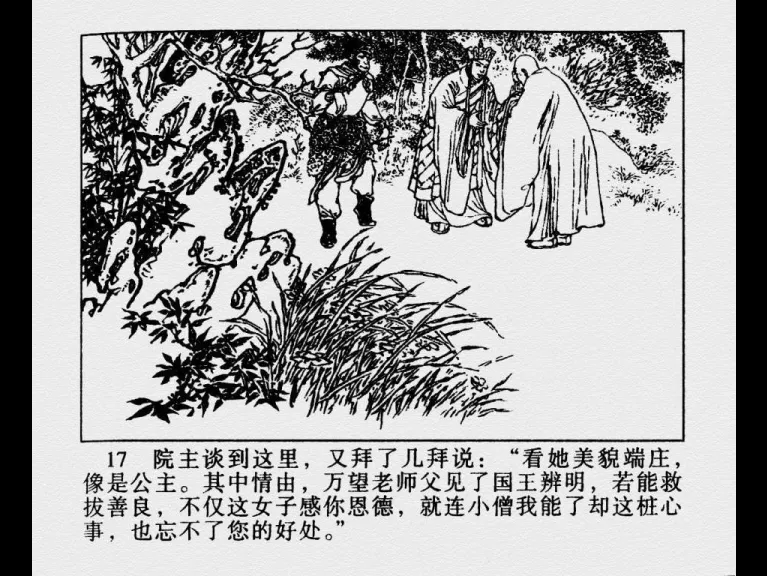 17 院主谈到这里，又拜了几拜说：“看她美貌端庄，
像是公主。其中情由，万望老师父见了国王辨明，若能救
拔善良，不仅这女子感你恩德，就连小僧我能了却这桩心
事，也忘不了您的好处。”